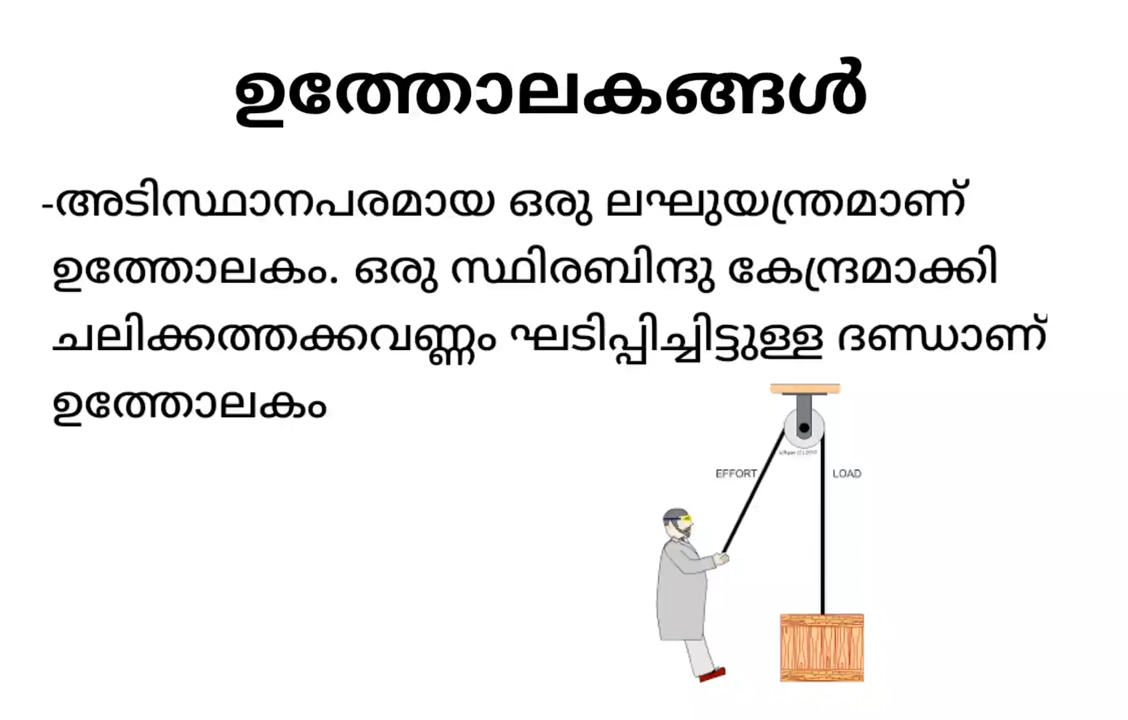 ഉത്തോലകങ്ങൾ
-അടിസ്ഥാനപരമായ ഒരു ലഘുയന്ത്രമാണ്
ഉത്തോലകം. ഒരു സ്ഥിരബിന്ദു കേന്ദ്രമാക്കി
ചലിക്കത്തക്കവണ്ണം ഘടിപ്പിച്ചിട്ടുള്ള ദണ്ഡാണ്
ഉത്തോലകം
EFFORT
LOAD